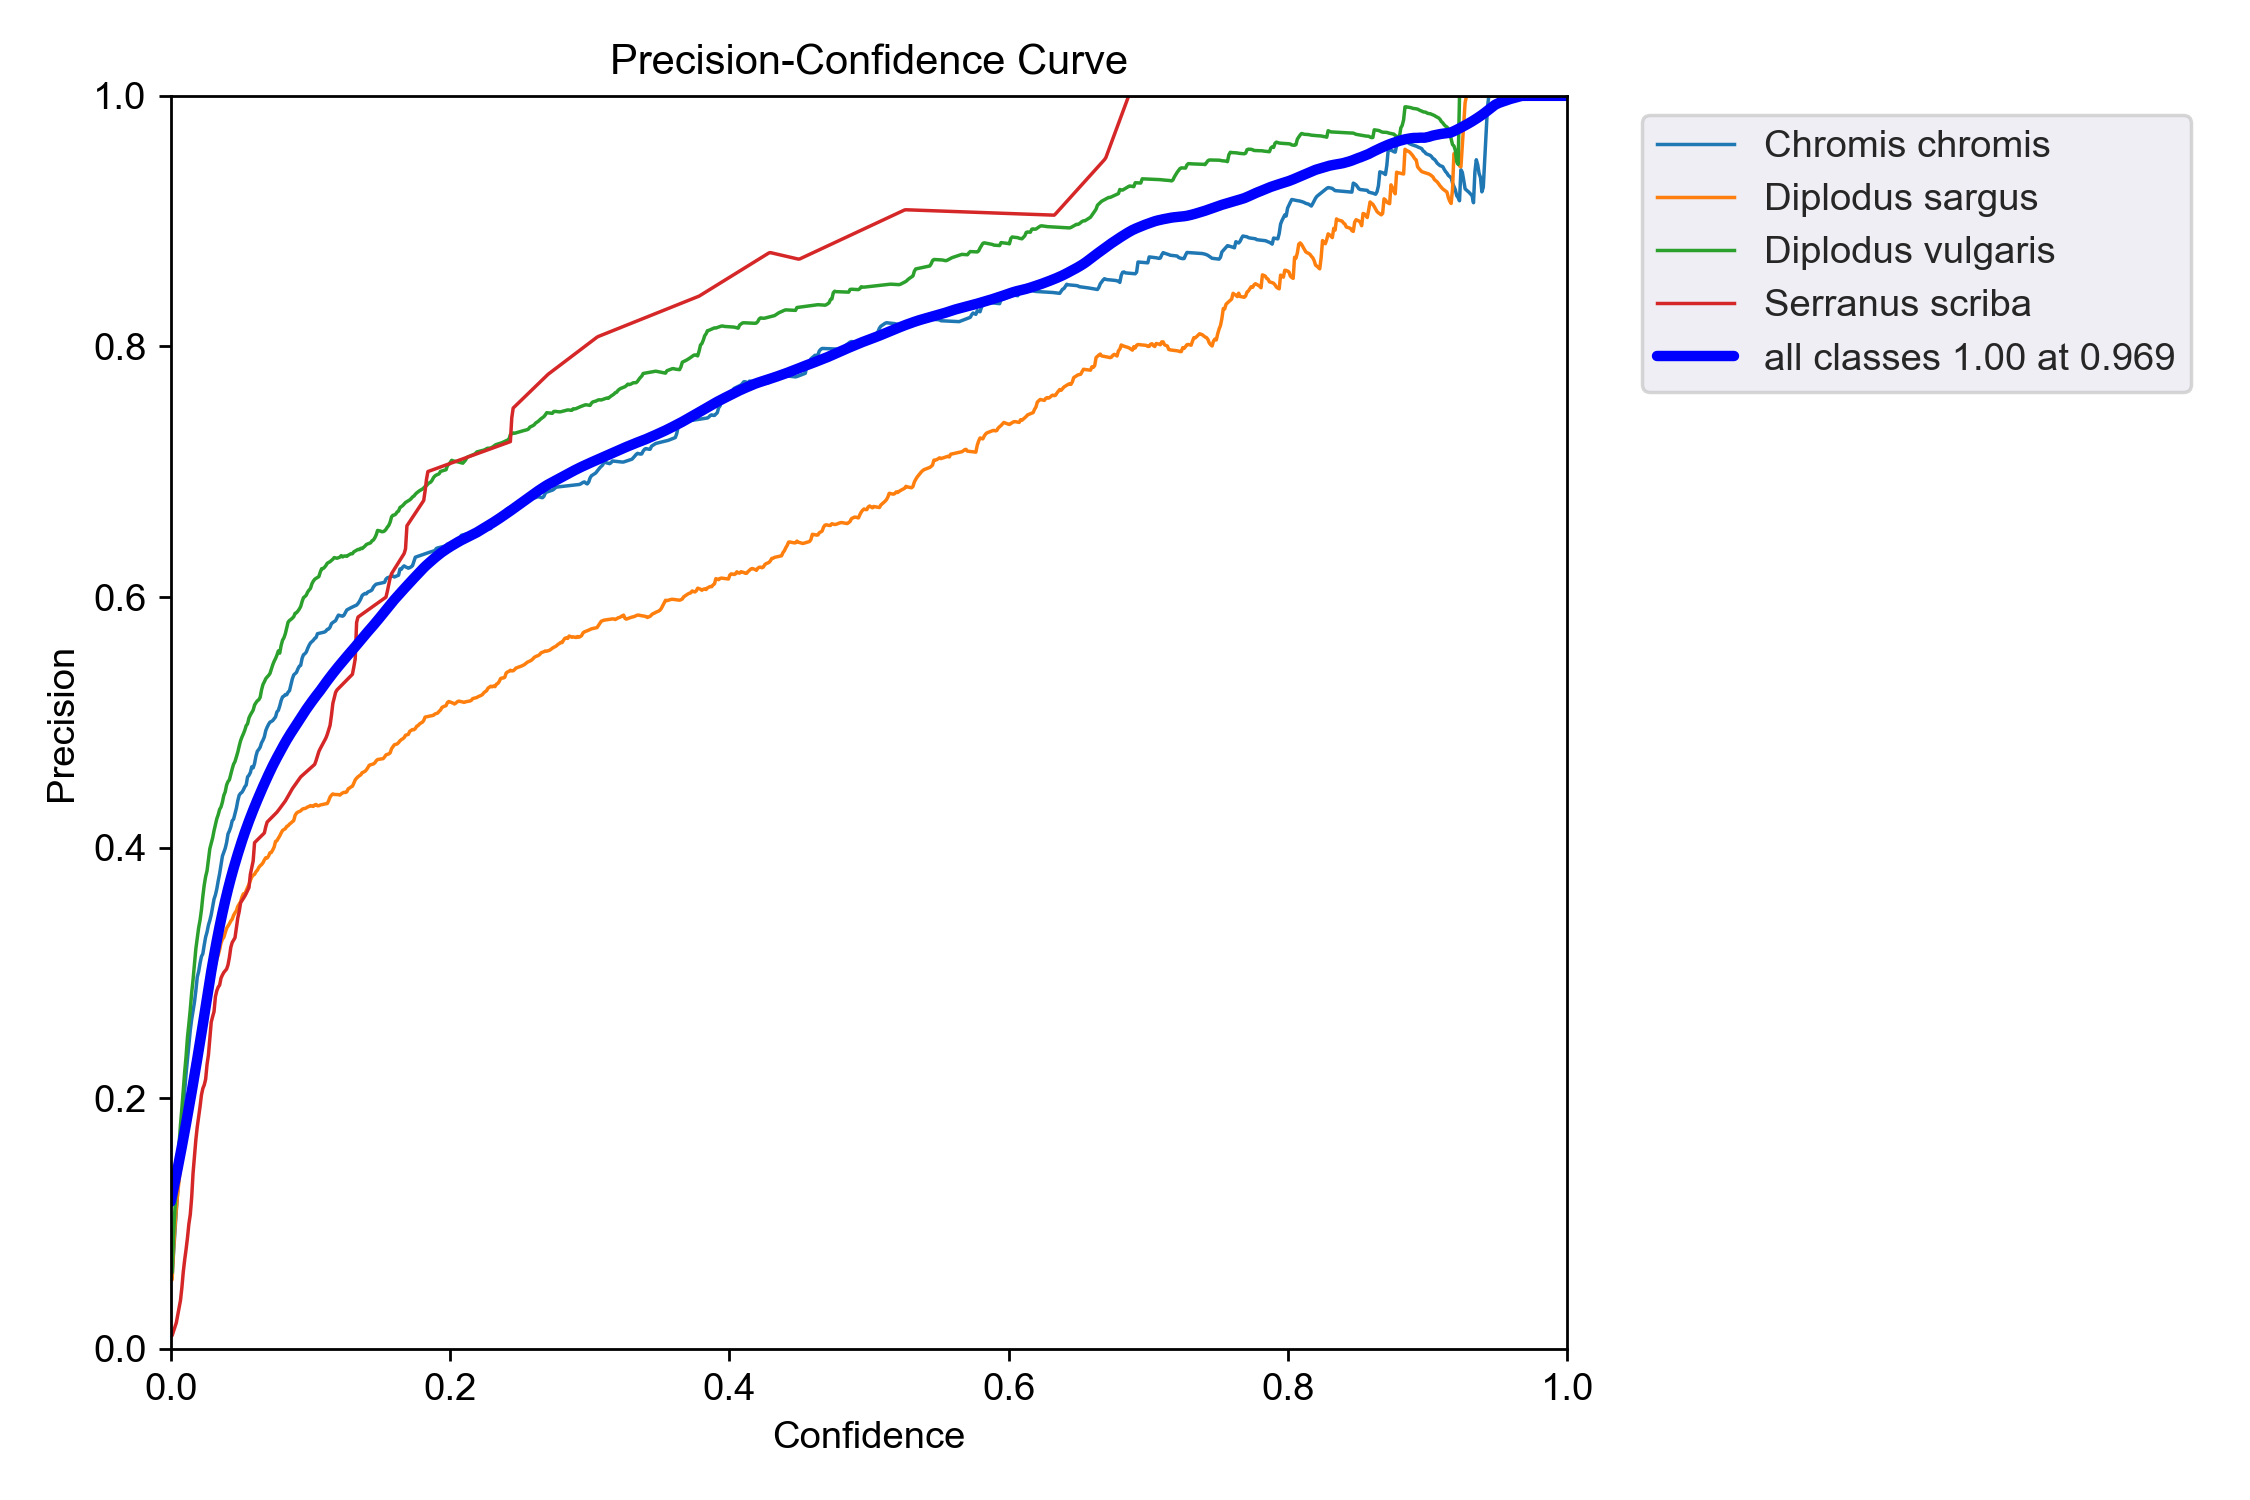 Precision-Confidence Curve
1.0
0.8
0.6
0.4
0.2
0.0
Precision
0.0 0.2 0.4 0.6 0.8 1.0
Confidence
Chromis chromis
Diplodus sargus
Diplodus vulgaris
Serranus scriba
all classes 1.00 at 0.969